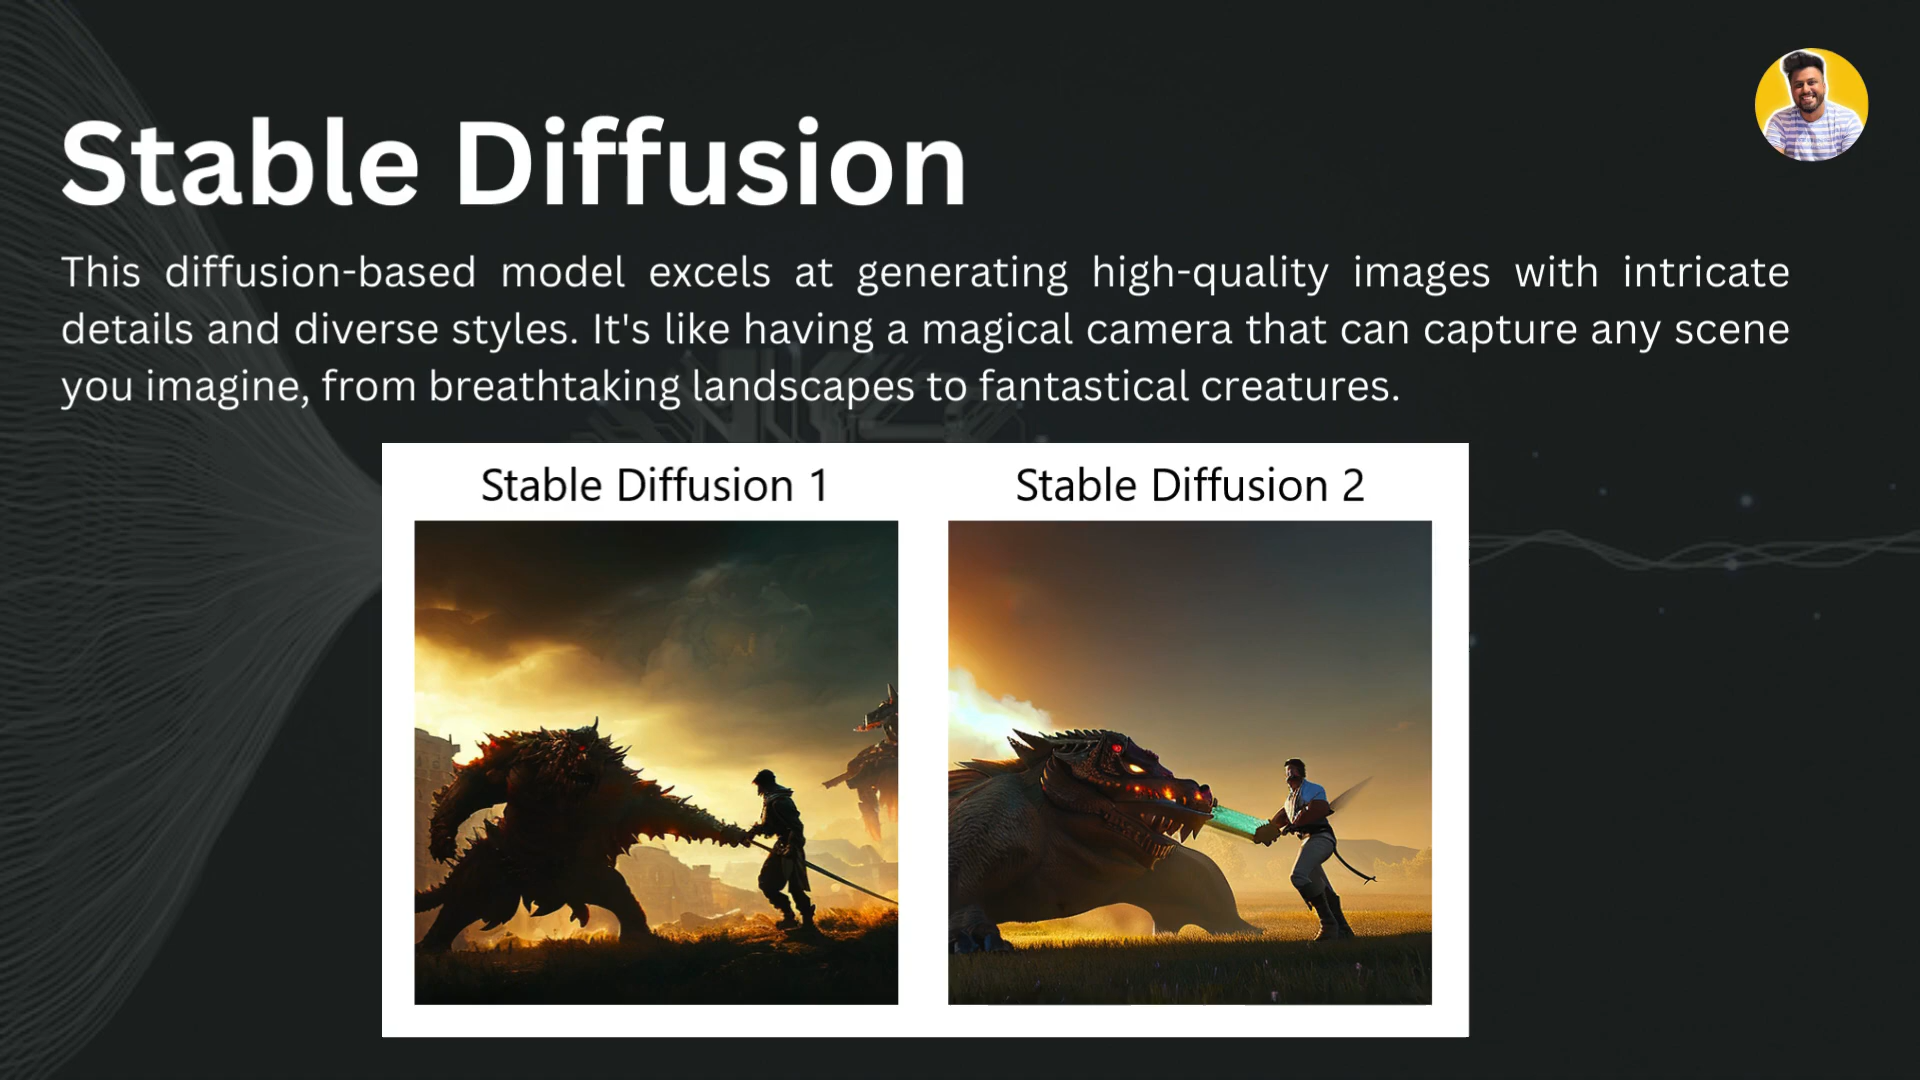 Stable Diffusion
This diffusion-based model excels at generating high-quality images with intricate
details and diverse styles. It's like having a magical camera that can capture any scene
you imagine, from breathtaking landscapes to fantastical creatures.
Stable Diffusion 1
Stable Diffusion 2